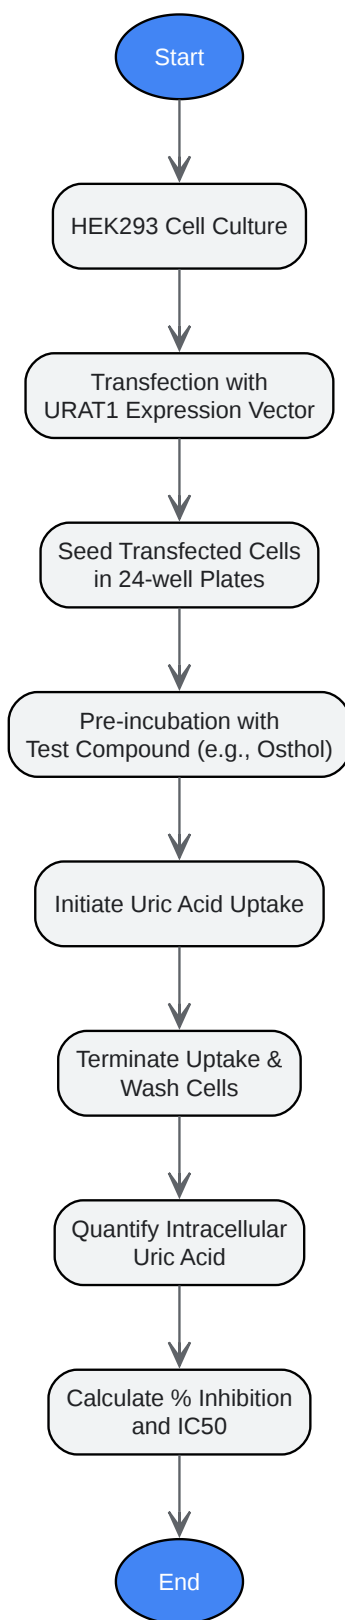 Start
HEK293 Cell Culture
Transfection with
URAT1 Expression Vector
Seed Transfected Cells
in 24-well Plates
Pre-incubation with
Test Compound (e.g., Osthol)
Initiate Uric Acid Uptake
Terminate Uptake &
Wash Cells
Quantify Intracellular
Uric Acid
Calculate % Inhibition
and IC50
End